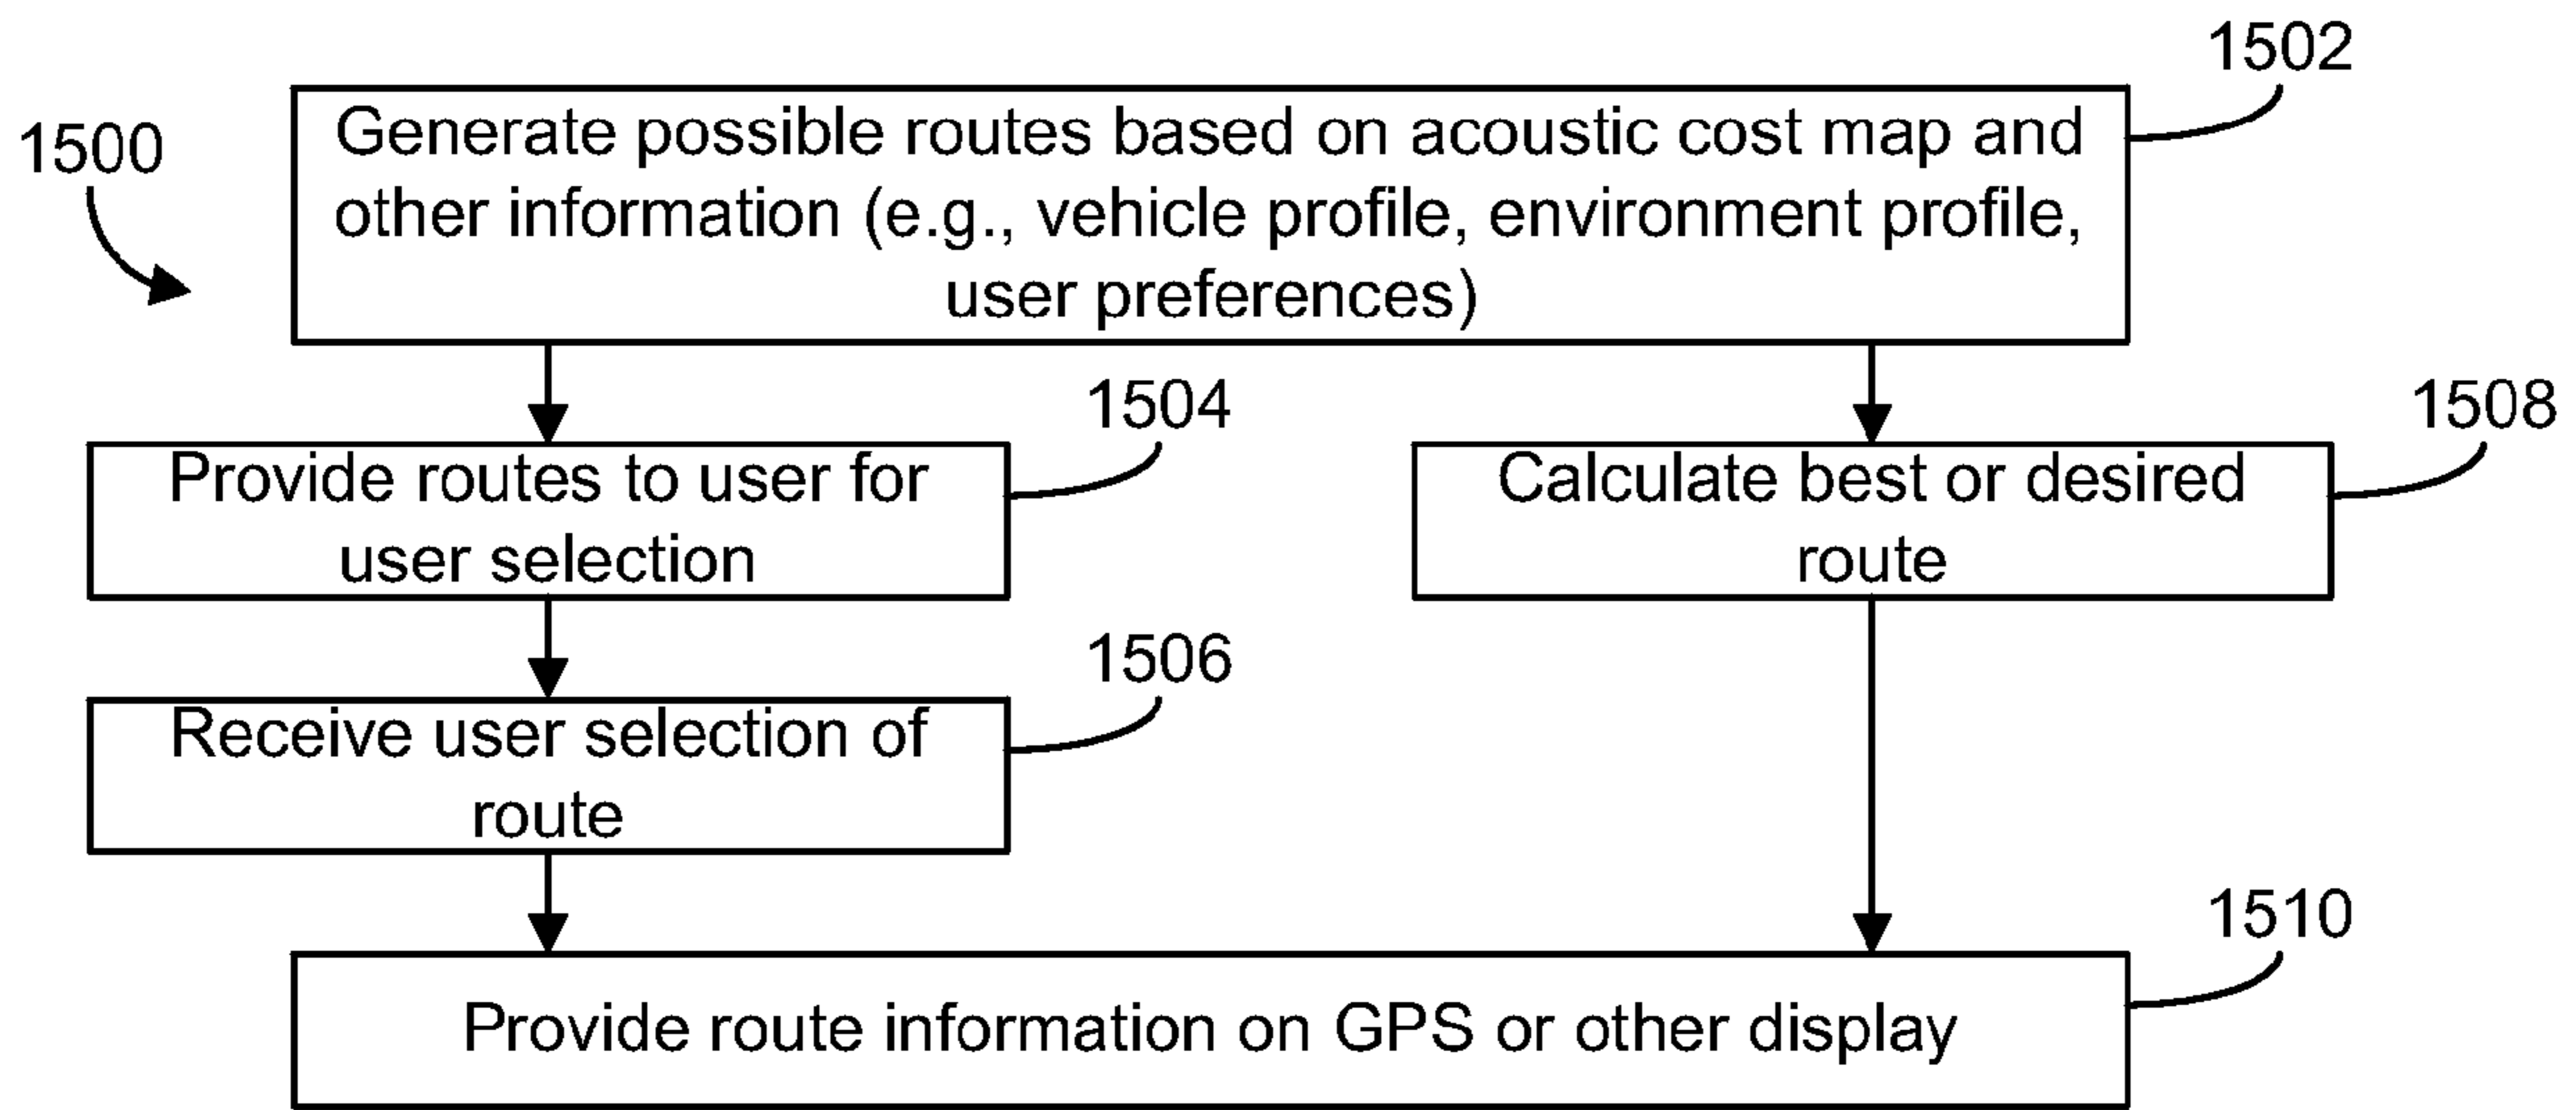 1502
1500
Generate possible routes based on acoustic cost map and
other information (e.g., vehicle profile, environment profile,
user preferences)
1504
Provide routes to user for
user selection
1508
Calculate best or desired
route
1506
Receive user selection of
route
1510
Provide route information on GPS or other display